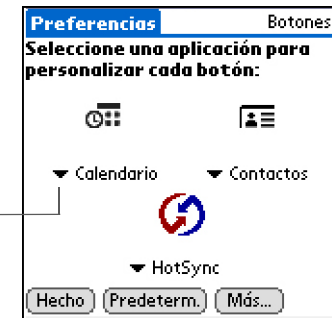 Preferencias Botones
Seleccione una aplicación para
personalizar cada botón:
Calendario Contactos
HotSync
Hecho Predeterm. Más...